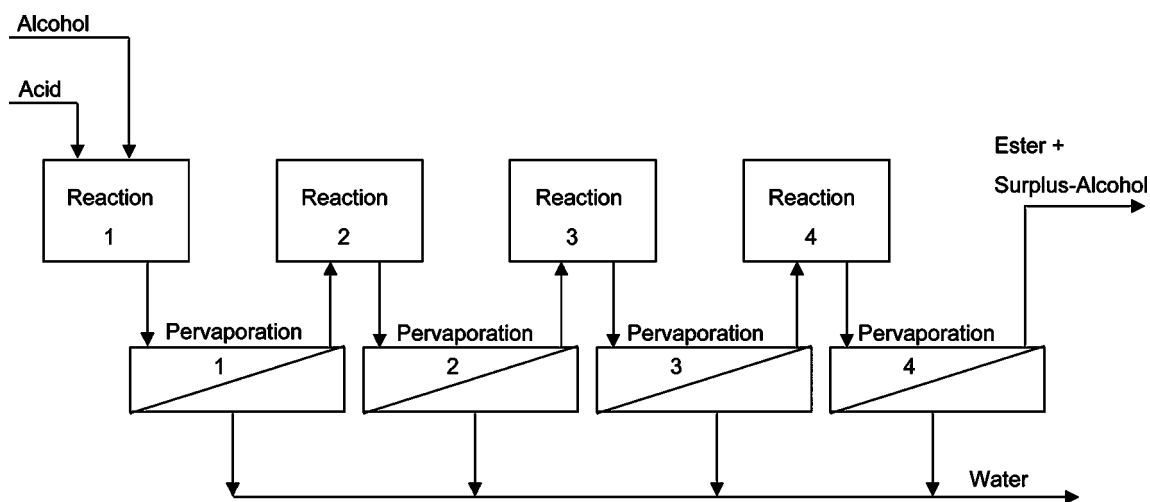 Alcohol
Acid
Ester +
Surplus-Alcohol
Reaction
1
Reaction
2
Reaction
3
Reaction
4
Pervaporation
1
Pervaporation
2
Pervaporation
3
Pervaporation
4
Water